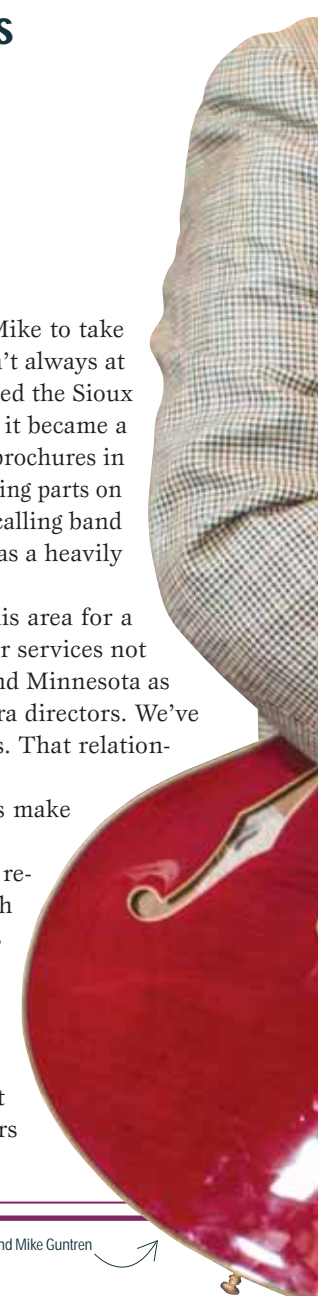 s
Mike to take
n't always at
ed the Sioux
it became a
brochures in
ing parts on
calling band
as a heavily
is area for a
r services not
nd Minnesota as
ra directors. We've
s. That relation-
s make
re-
h
t
rs
nd Mike Guntren